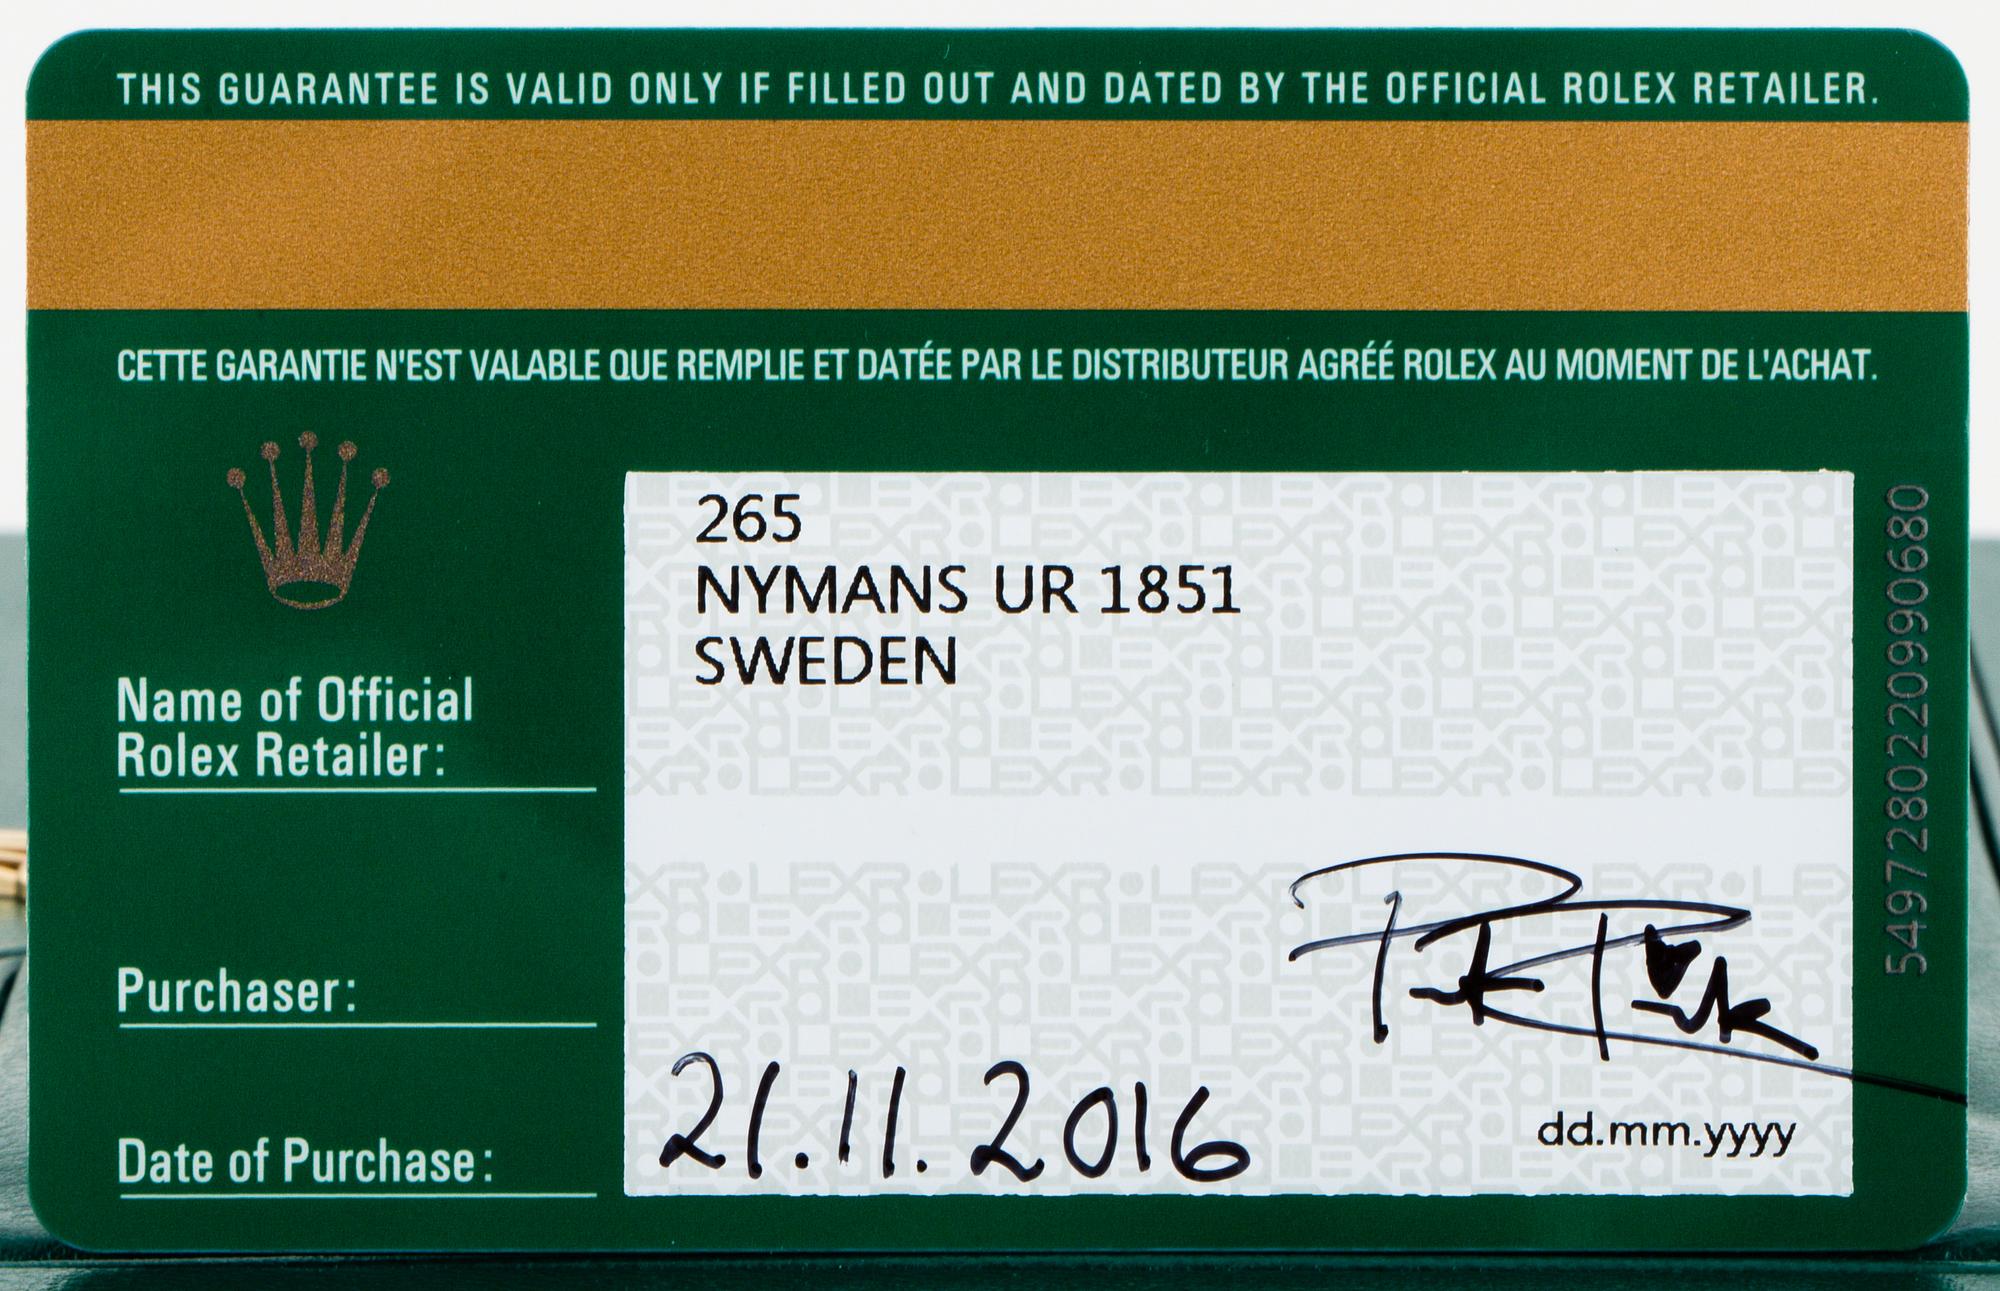 THIS GUARANTEE IS VALID ONLY IF FILLED OUT AND DATED BY THE OFFICIAL ROLEX RETAILER.
CETTE GARANTIE N'EST VALABLE QUE REMPLIE ET DATÉE PAR LE DISTRIBUTEUR AGRÉÉ ROLEX AU MOMENT DE L'ACHAT.
265
NYMANS UR 1851
SWEDEN
Name of Official
Rolex Retailer:
Purchaser:
Date of Purchase:
21.11.2016
dd.mm.yyyy
5497280220990680